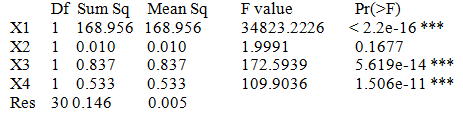 Df Sum Sq Mean Sq F value Pr(>F)
X1 1 168.956 168.956 34823.2226 < 2.2e-16 ***
X2 1 0.010 0.010 1.9991 0.1677
X3 1 0.837 0.837 172.5939 5.619e-14 ***
X4 1 0.533 0.533 109.9036 1.506e-11 ***
Res 30 0.146 0.005